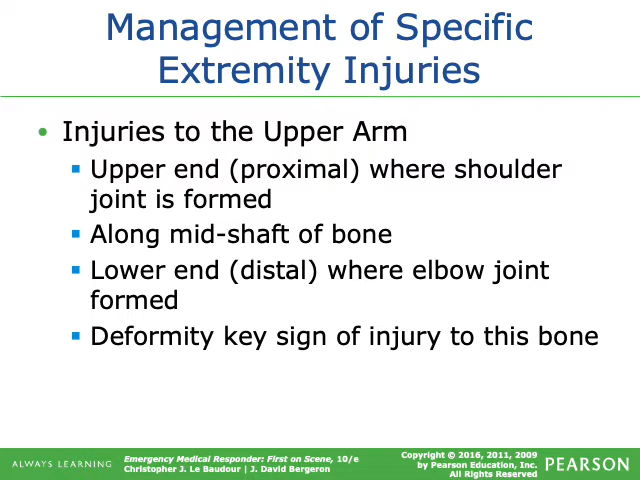 Management of Specific
Extremity Injuries
• Injuries to the Upper Arm
▪ Upper end (proximal) where shoulder
joint is formed
▪ Along mid-shaft of bone
▪ Lower end (distal) where elbow joint
formed
▪ Deformity key sign of injury to this bone
ALWAYS LEARNING
Emergency Medical Responder: First on Scene, 10/e
Christopher J. Le Baudour | J. David Bergeron
Copyright © 2016, 2011, 2009
by Pearson Education, Inc.
All Rights Reserved
PEARSON